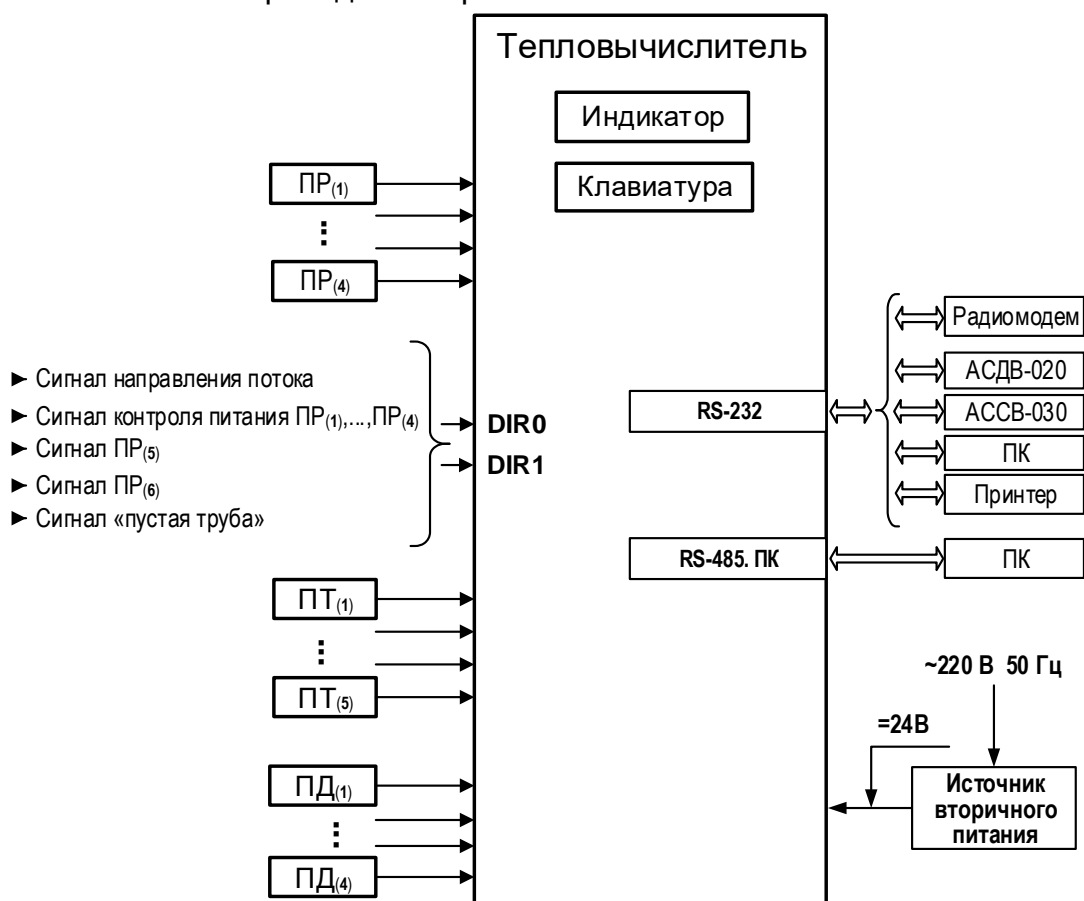 Тепловычислитель
Индикатор
Клавиатура
ПР(1)
ПР(4)
► Сигнал направления потока
► Сигнал контроля питания ПР(1),...,ПР(4)
► Сигнал ПР(5)
► Сигнал ПР(6)
► Сигнал «пустая труба»
DIR0
DIR1
ПТ(1)
ПТ(5)
ПД(1)
ПД(4)
RS-232
Радиомодем
АСДВ-020
АССВ-030
ПК
Принтер
RS-485. ПК
ПК
~220 В 50 Гц
=24В
Источник
вторичного
питания